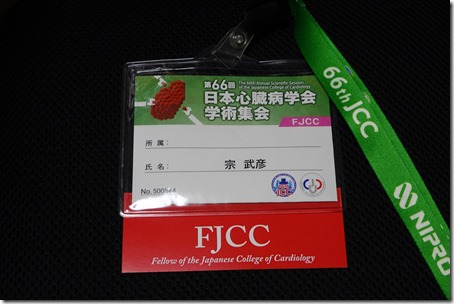 第66回
The 66th Annual Scientific Session
of the Japanese College of Cardiology
日本心臓病学会
学術集会
FJCC
所属：
氏名： 宗 武彦
No.500544
FJCC
Fellow of the Japanese College of Cardiology
66th JCC
NIPRO